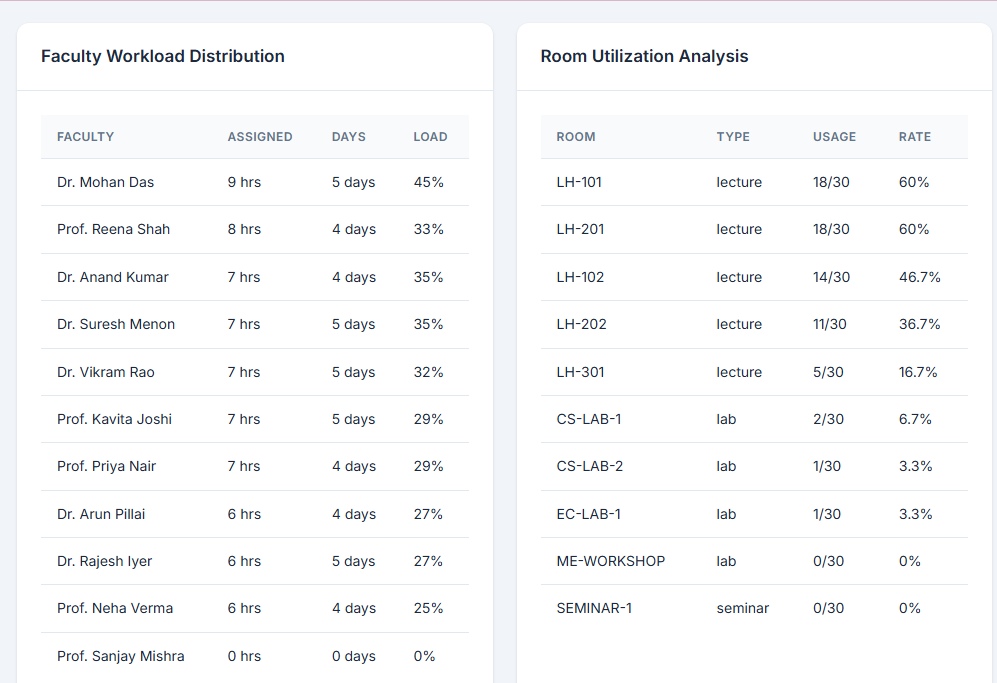 Faculty Workload Distribution
FACULTY ASSIGNED DAYS LOAD
Dr. Mohan Das 9 hrs 5 days 45%
Prof. Reena Shah 8 hrs 4 days 33%
Dr. Anand Kumar 7 hrs 4 days 35%
Dr. Suresh Menon 7 hrs 5 days 35%
Dr. Vikram Rao 7 hrs 5 days 32%
Prof. Kavita Joshi 7 hrs 5 days 29%
Prof. Priya Nair 7 hrs 4 days 29%
Dr. Arun Pillai 6 hrs 4 days 27%
Dr. Rajesh Iyer 6 hrs 5 days 27%
Prof. Neha Verma 6 hrs 4 days 25%
Prof. Sanjay Mishra 0 hrs 0 days 0%
Room Utilization Analysis
ROOM TYPE USAGE RATE
LH-101 lecture 18/30 60%
LH-201 lecture 18/30 60%
LH-102 lecture 14/30 46.7%
LH-202 lecture 11/30 36.7%
LH-301 lecture 5/30 16.7%
CS-LAB-1 lab 2/30 6.7%
CS-LAB-2 lab 1/30 3.3%
EC-LAB-1 lab 1/30 3.3%
ME-WORKSHOP lab 0/30 0%
SEMINAR-1 seminar 0/30 0%